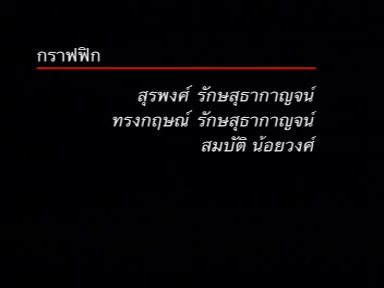 กราฟฟิก
สุรพงศ์ รักษสุธากาญจน์
ทรงกฤษณ์ รักษสุธากาญจน์
สมบัติ น้อยวงศ์